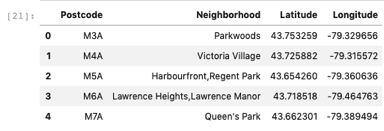 [21]: Postcode Neighborhood Latitude Longitude
0 M3A Parkwoods 43.753259 -79.329656
1 M4A Victoria Village 43.725882 -79.315572
2 M5A Harbourfront,Regent Park 43.654260 -79.360636
3 M6A Lawrence Heights,Lawrence Manor 43.718518 -79.464763
4 M7A Queen's Park 43.662301 -79.389494